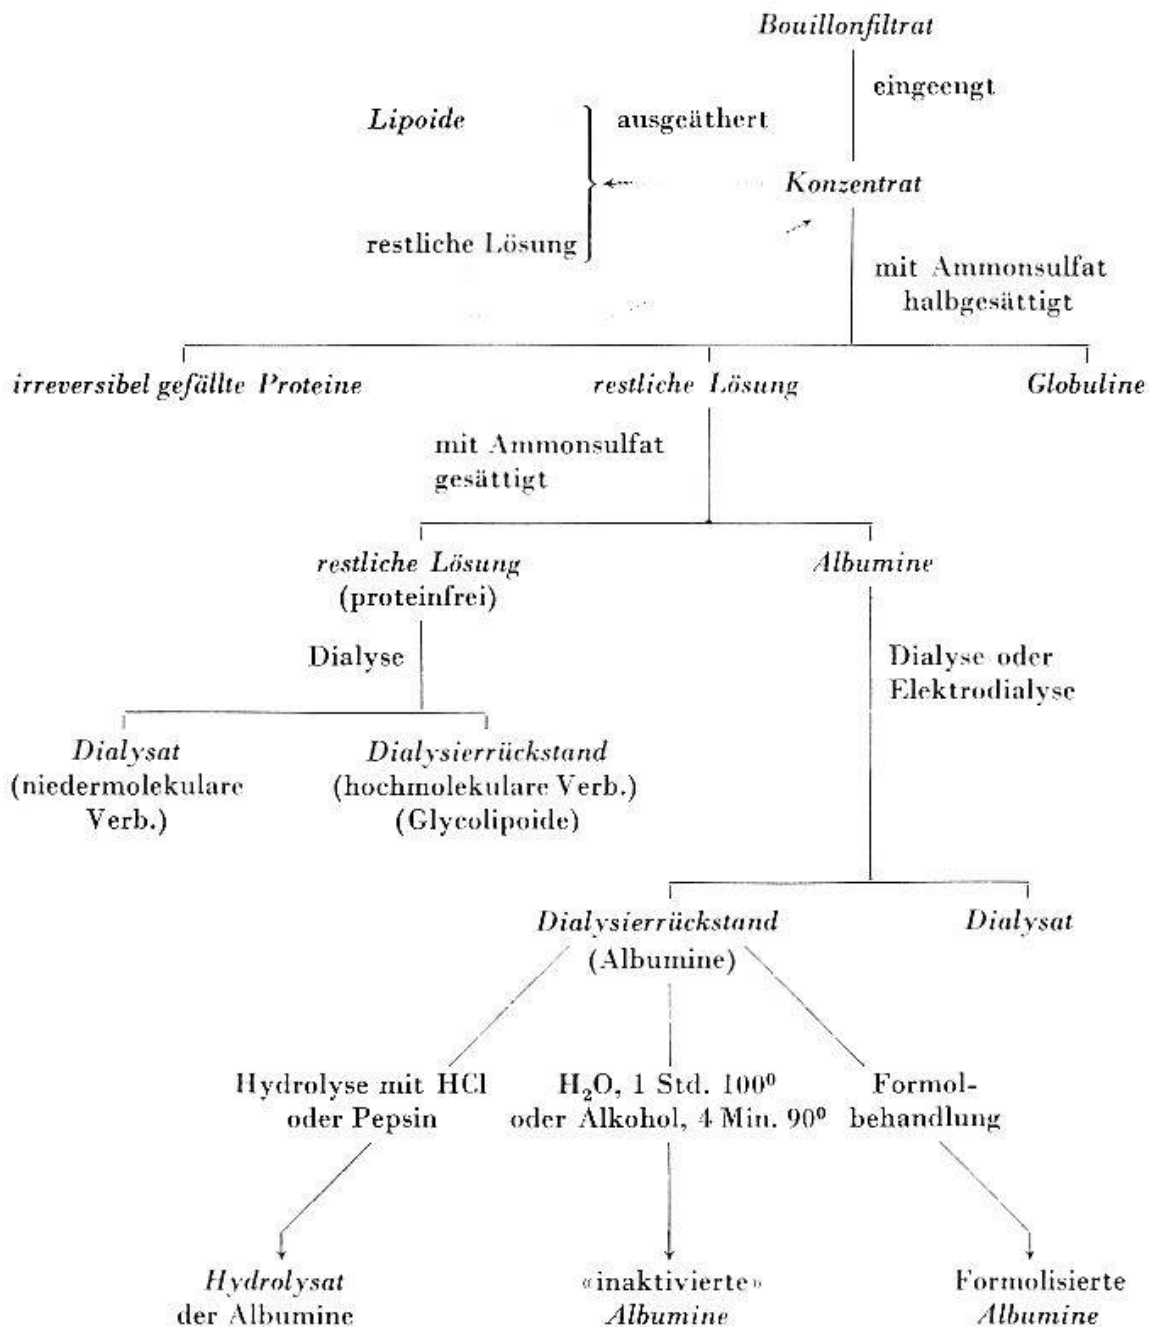 Bouillonfiltrat
eingeengt
Lipoide
ausgeäthert
Konzentrat
restliche Lösung
mit Ammonsulfat
halbgesättigt
irreversibel gefällte Proteine
restliche Lösung
Globuline
mit Ammonsulfat
gesättigt
restliche Lösung
(proteinfrei)
Albumine
Dialyse
Dialyse oder
Elektrodialyse
Dialysat
(niedermolekulare
Verb.)
Dialysierrückstand
(hochmolekulare Verb.)
(Glycolipoide)
Dialysierrückstand
(Albumine)
Dialysat
Hydrolyse mit HCl
oder Pepsin
H₂O, 1 Std. 100⁰
oder Alkohol, 4 Min. 90⁰
Formol-
behandlung
Hydrolysat
der Albumine
«inaktivierte»
Albumine
Formolisierte
Albumine